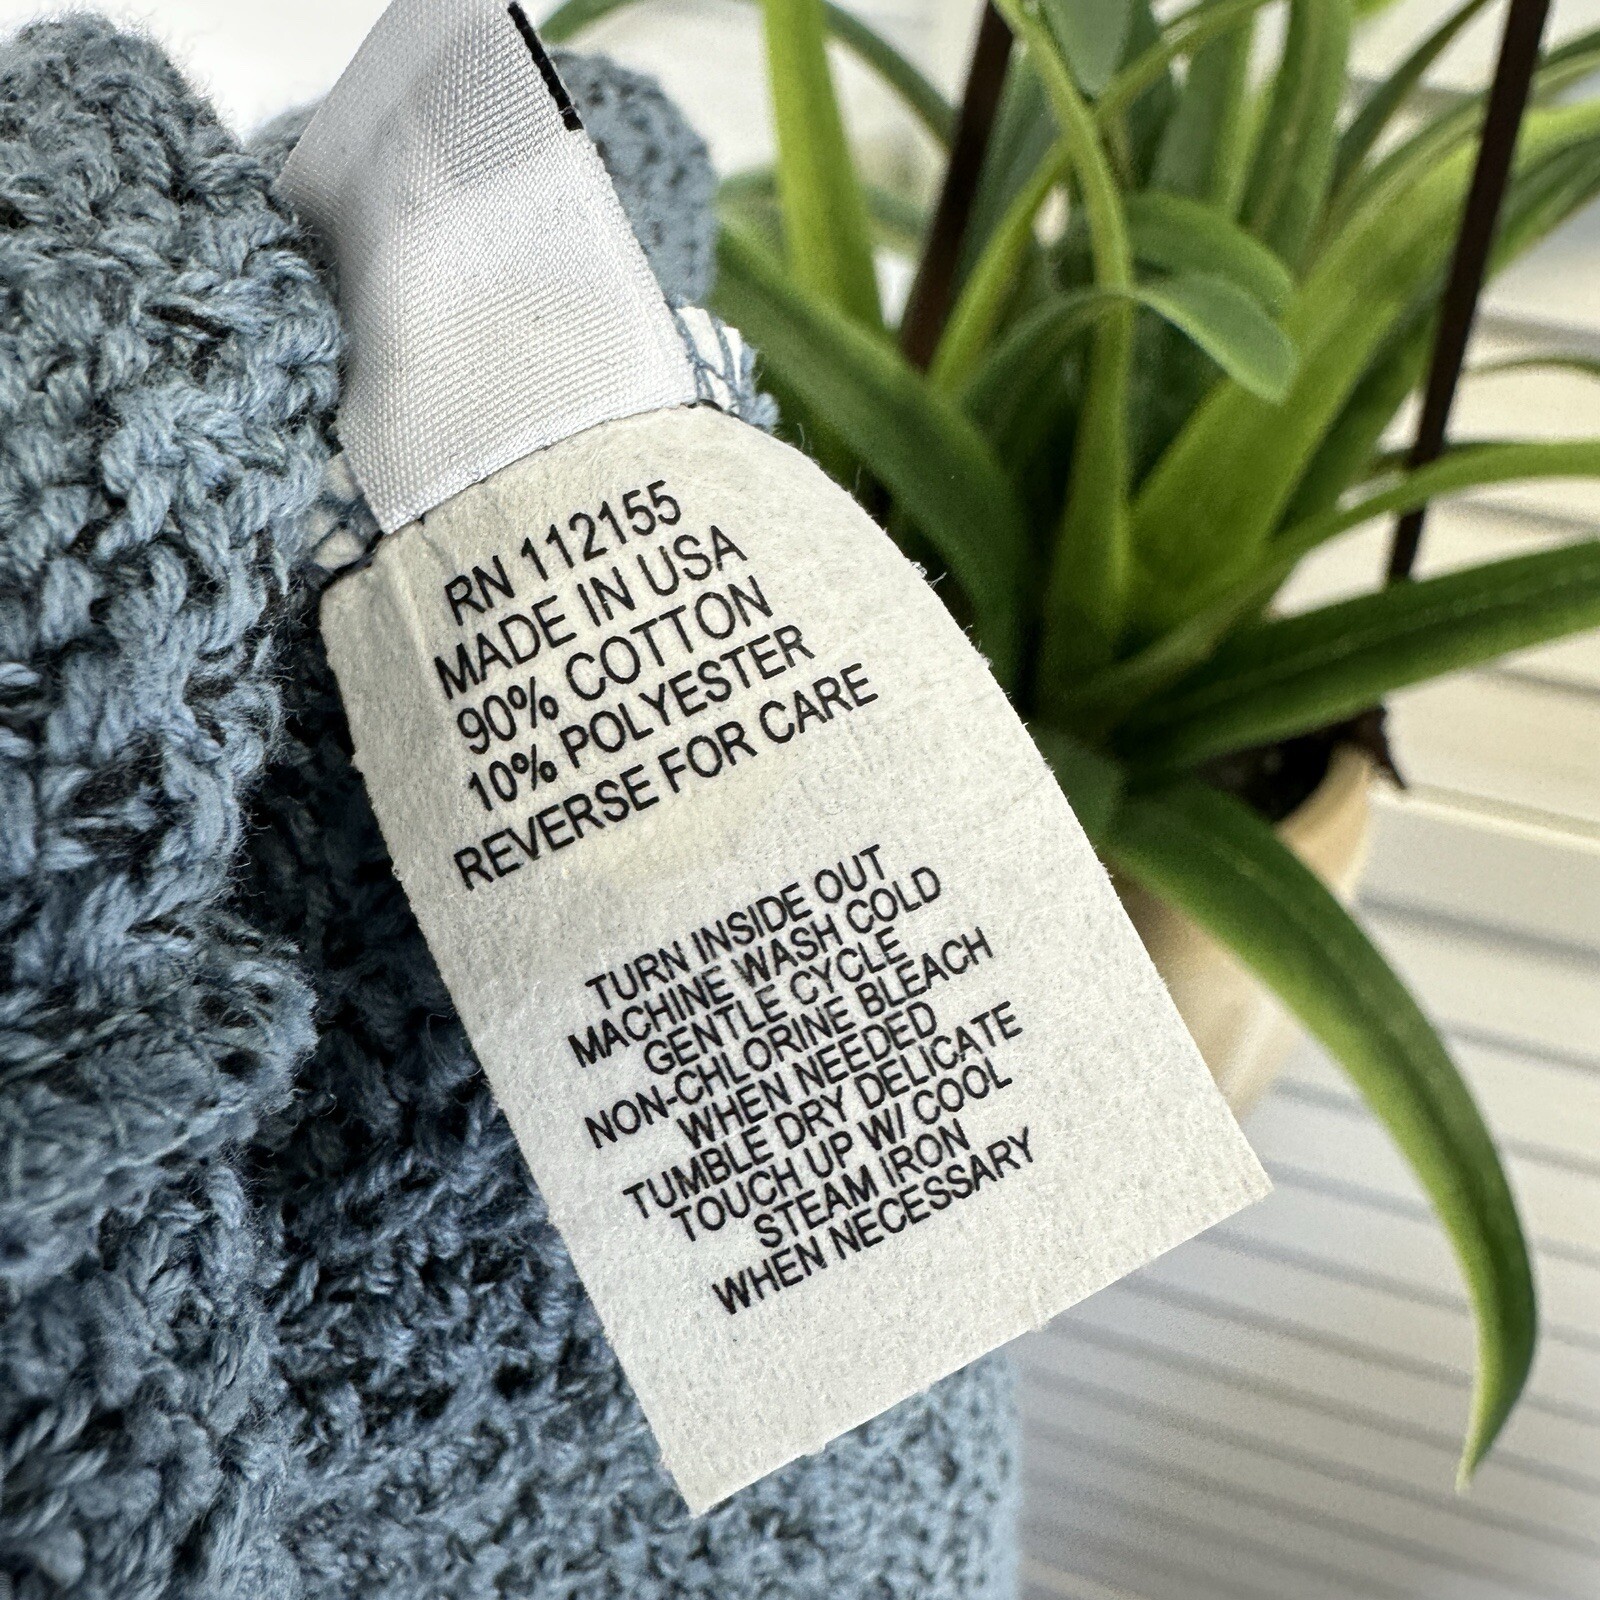 RN 112155
MADE IN USA
90% COTTON
10% POLYESTER
REVERSE FOR CARE
TURN INSIDE OUT
MACHINE WASH COLD
GENTLE CYCLE
NON-CHLORINE BLEACH
WHEN NEEDED
TUMBLE DRY DELICATE
TOUCH UP W/ COOL
STEAM IRON
WHEN NECESSARY